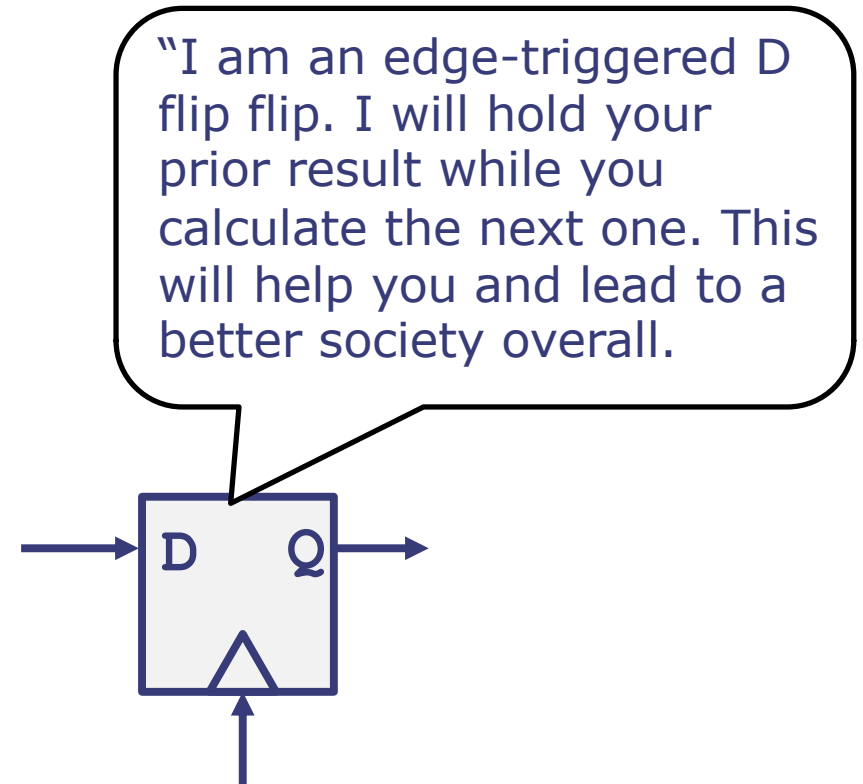 “I am an edge-triggered D
flip flip. I will hold your
prior result while you
calculate the next one. This
will help you and lead to a
better society overall.
D Q